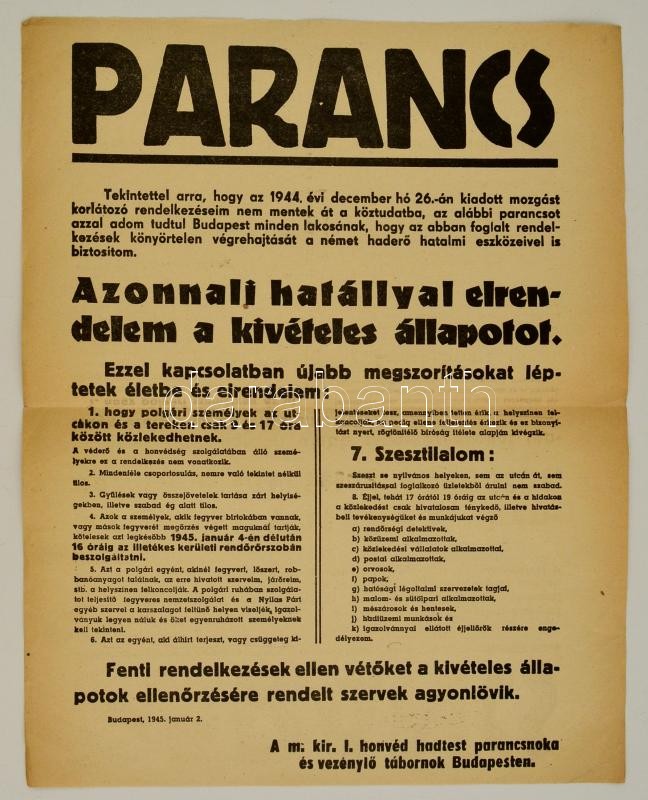 PARANCS
Tekintettel arra, hogy az 1944. évi december hó 26.-án kiadott mozgást
korlátozó rendelkezéseim nem mentek át a köztudatba, az alábbi parancsot
azzal adom tudtul Budapest minden lakosának, hogy az abban foglalt rendel-
kezések könyörtelen végrehajtását a német haderő hatalmi eszközeivel is
biztosítom.
Azonnali hatállyal elren-
delem a kivételes állapotot.
Ezzel kapcsolatban újabb megszorításokat lép-
tetek életbe és elrendelem:
darabanth
1. hogy polgári személyek az ut
cákon és a tereken csak és 17 óra
között közlekedhetnek.
A véderő és a honvédség szolgálatában álló szemé-
lyekre ez a rendelkezés nem vonatkozik.
2. Mindenféle csoportosulás, nemre való tekintet nélkül
tilos.
3. Gyűlések vagy összejövetelek tartása zárt helyisé-
gekben, illetve szabad ég alatt tilos.
4. Azok a személyek, akik fegyver birtokában vannak,
vagy mások fegyverét megőrzés végett maguknál tartják,
kötelesek azt legkésőbb 1945. január 4-én délután
16 óráig az illetékes kerületi rendőrőrszobán
beszolgáltatni.
5. Azt a polgári egyént, akinél fegyvert, lőszert, rob-
banóanyagot találnak, az erre hivatott szerveim, járőreim,
stb. a helyszínen felkoncolják. A polgári ruhában szolgála-
tot teljesítő fegyveres nemzetszolgálat és a Nyilas Párt
egyéb szervei a karszalagot feltünő helyen viseljék, igazol-
ványuk legyen náluk és őket egyenruházott személyeknek
kell tekinteni.
6. Azt az egyént, aki álhírt terjeszt, vagy csüggeteg ki-
jelentéseket tesz, amennyiben tetten érik, a helyszínen fel-
koncolják, ha pedig ellene feljelentés érkezik és ez bizonyí-
tást nyert, rögtönítélő bíróság ítélete alapján kivégzik.
7. Szesztilalom:
Szeszt se nyilvános helyeken, sem az utcán át, sem
szeszárusítással foglalkozó üzletekből árulni nem szabad.
8. Éjjel, tehát 17 órától 19 óráig az utcán és a hidakon
a közlekedést csak hivatalosan ténykedő, illetve hivatás-
beli tevékenységüket és munkájukat végző
a) rendőrségi detektívek,
b) közüzemi alkalmazottak,
c) közlekedési vállalatok alkalmazottai,
d) postai alkalmazottak,
e) orvosok,
f) papok,
g) hatósági légoltalmi szervezetek tagjai,
h) malom- és sütőipari alkalmazottak,
i) mészárosok és hentesek,
j) híddüzemi munkások és
k) igazolvánnyal ellátott éjjeliőrök részére enge-
délyezem.
Fenti rendelkezések ellen vétőket a kivételes álla-
potok ellenőrzésére rendelt szervek agyonlövik.
Budapest, 1945. január 2.
A m. kir. I. honvéd hadtest parancsnoka
és vezénylő tábornok Budapesten.